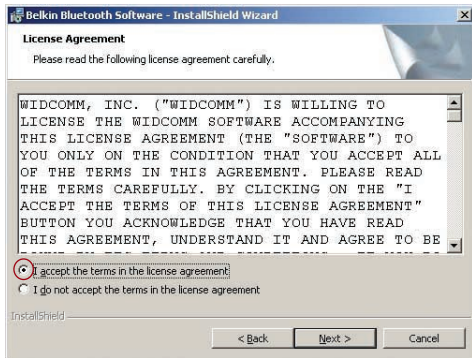 Belkin Bluetooth Software - InstallShield Wizard
License Agreement
Please read the following license agreement carefully.
WIDCOMM, INC. ("WIDCOMM") IS WILLING TO
LICENSE THE WIDCOMM SOFTWARE ACCOMPANYING
THIS LICENSE AGREEMENT (THE "SOFTWARE") TO
YOU ONLY ON THE CONDITION THAT YOU ACCEPT ALL
OF THE TERMS IN THIS AGREEMENT. PLEASE READ
THE TERMS CAREFULLY. BY CLICKING ON THE "I
ACCEPT THE TERMS OF THIS LICENSE AGREEMENT"
BUTTON YOU ACKNOWLEDGE THAT YOU HAVE READ
THIS AGREEMENT, UNDERSTAND IT AND AGREE TO BE
I accept the terms in the license agreement
I do not accept the terms in the license agreement
InstallShield
< Back Next > Cancel